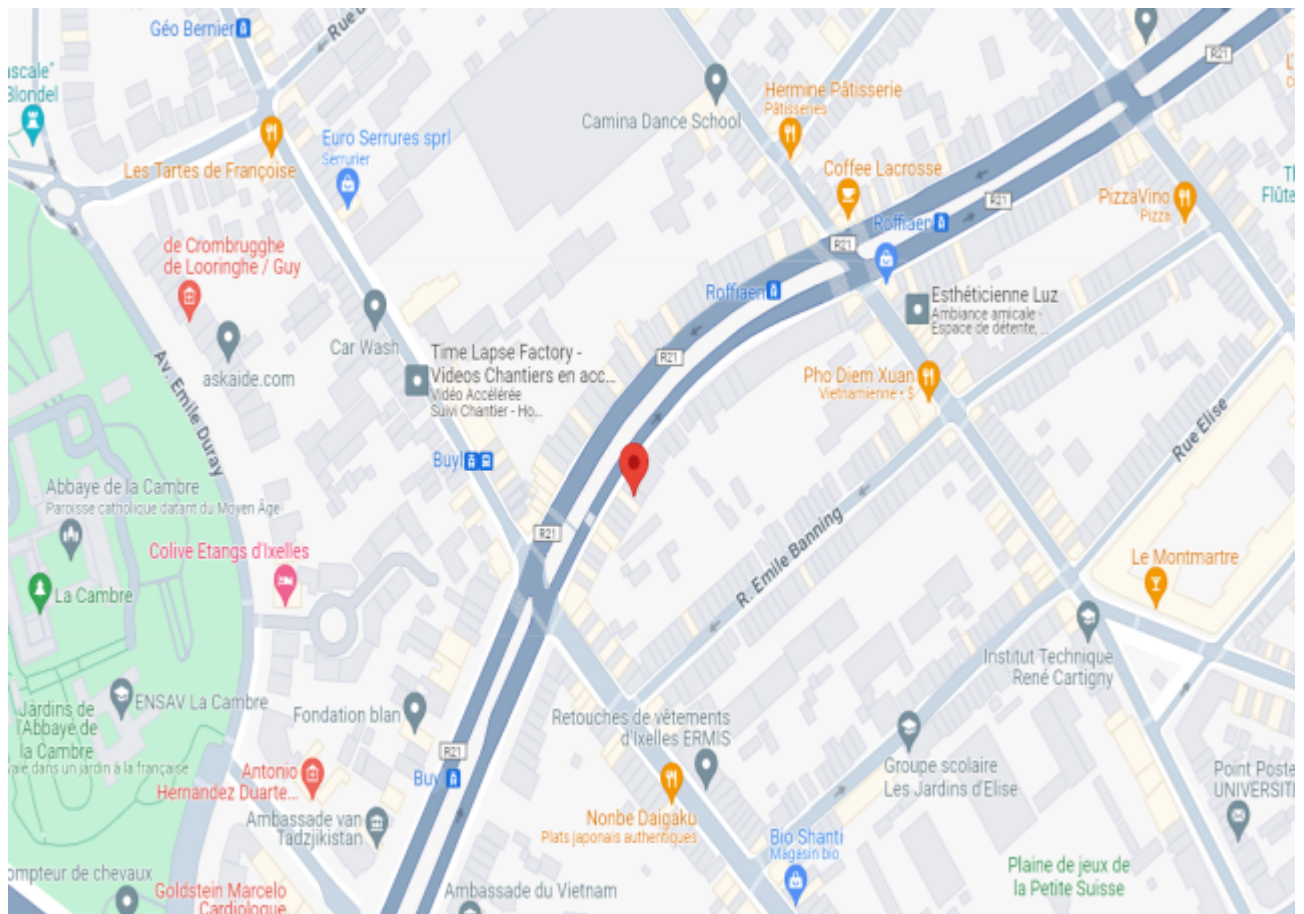 Géo Bernier
Rue
R21
ascale"
Blondel
Hermine Pâtisserie
Pâtisseries
Camina Dance School
Euro Serrures sprl
Serrurier
Les Tartes de Françoise
Coffee Lacrosse
PizzaVino
Pizza
Flûte
R21
Roffiaen
R21
de Crombrugghe
de Looringhe / Guy
Roffiaen
Esthéticienne Luz
Ambiance amicale -
Espace de détente, ...
Car Wash
askaide.com
R21
Time Lapse Factory -
Videos Chantiers en acc...
Vidéo Accélérée
Suivi Chantier - Ho...
Pho Diem Xuan
Vietnamienne • $
Av. Emile Duray
Rue Elise
Buyl
Abbaye de la Cambre
Paroisse catholique datant du Moyen Âge
R21
Colive Etangs d'Ixelles
R. Emile Banning
Le Montmartre
La Cambre
Institut Technique
René Cartigny
ENSAV La Cambre
Jardins de
l'Abbaye de
la Cambre
vale dans un jardin à la française
Fondation blan
Retouches de vêtements
d'Ixelles ERMIS
R21
Groupe scolaire
Les Jardins d'Elise
Point Poste
UNIVERSITI
Antonio
Hernandez Duarte...
Buyl
Ambassade van
Tadzjikistan
Nonbe Daigaku
Plats japonais authentiques
Bio Shanti
Magasin bio
ompteur de chevaux
Plaine de jeux de
la Petite Suisse
Goldstein Marcelo
Cardiologue
Ambassade du Vietnam